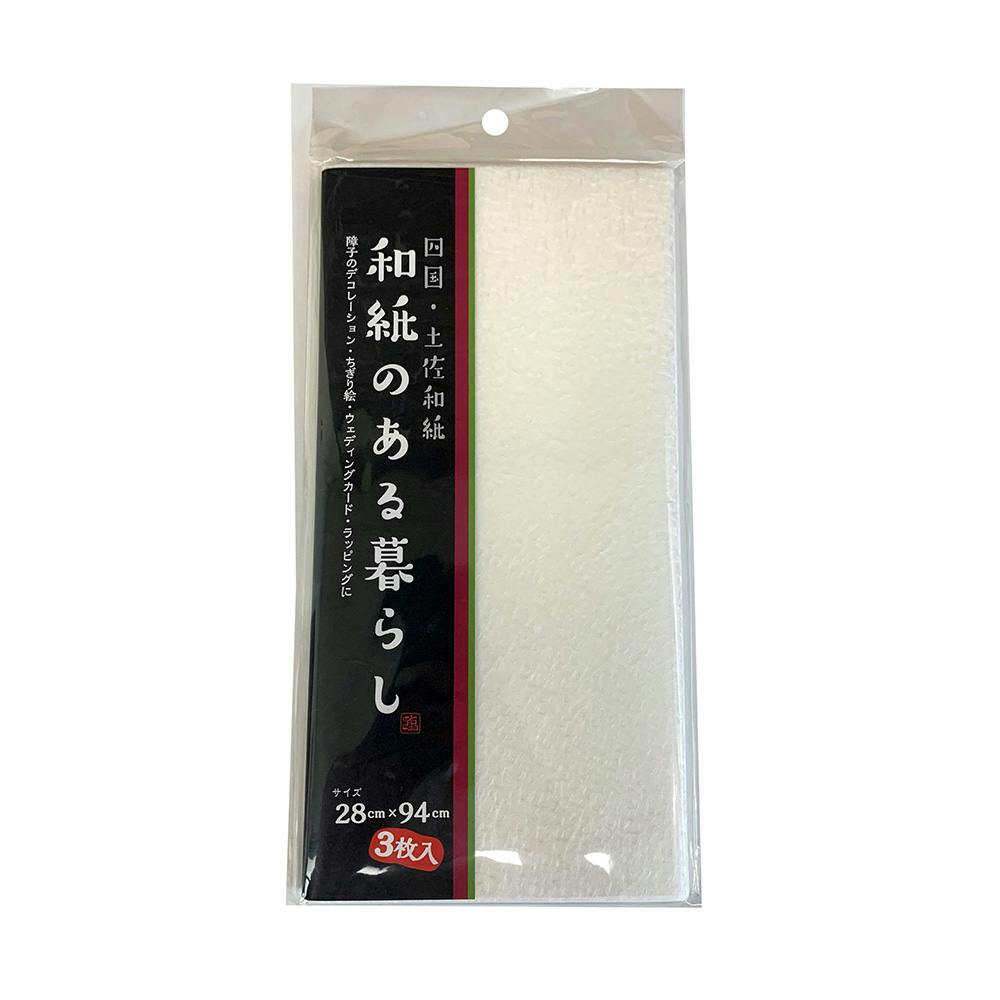 四国・土佐和紙
和紙のある暮らし
障子のデコレーション・ちぎり絵・ウェディングカード・ラッピングに
サイズ
28cm×94cm
3枚入